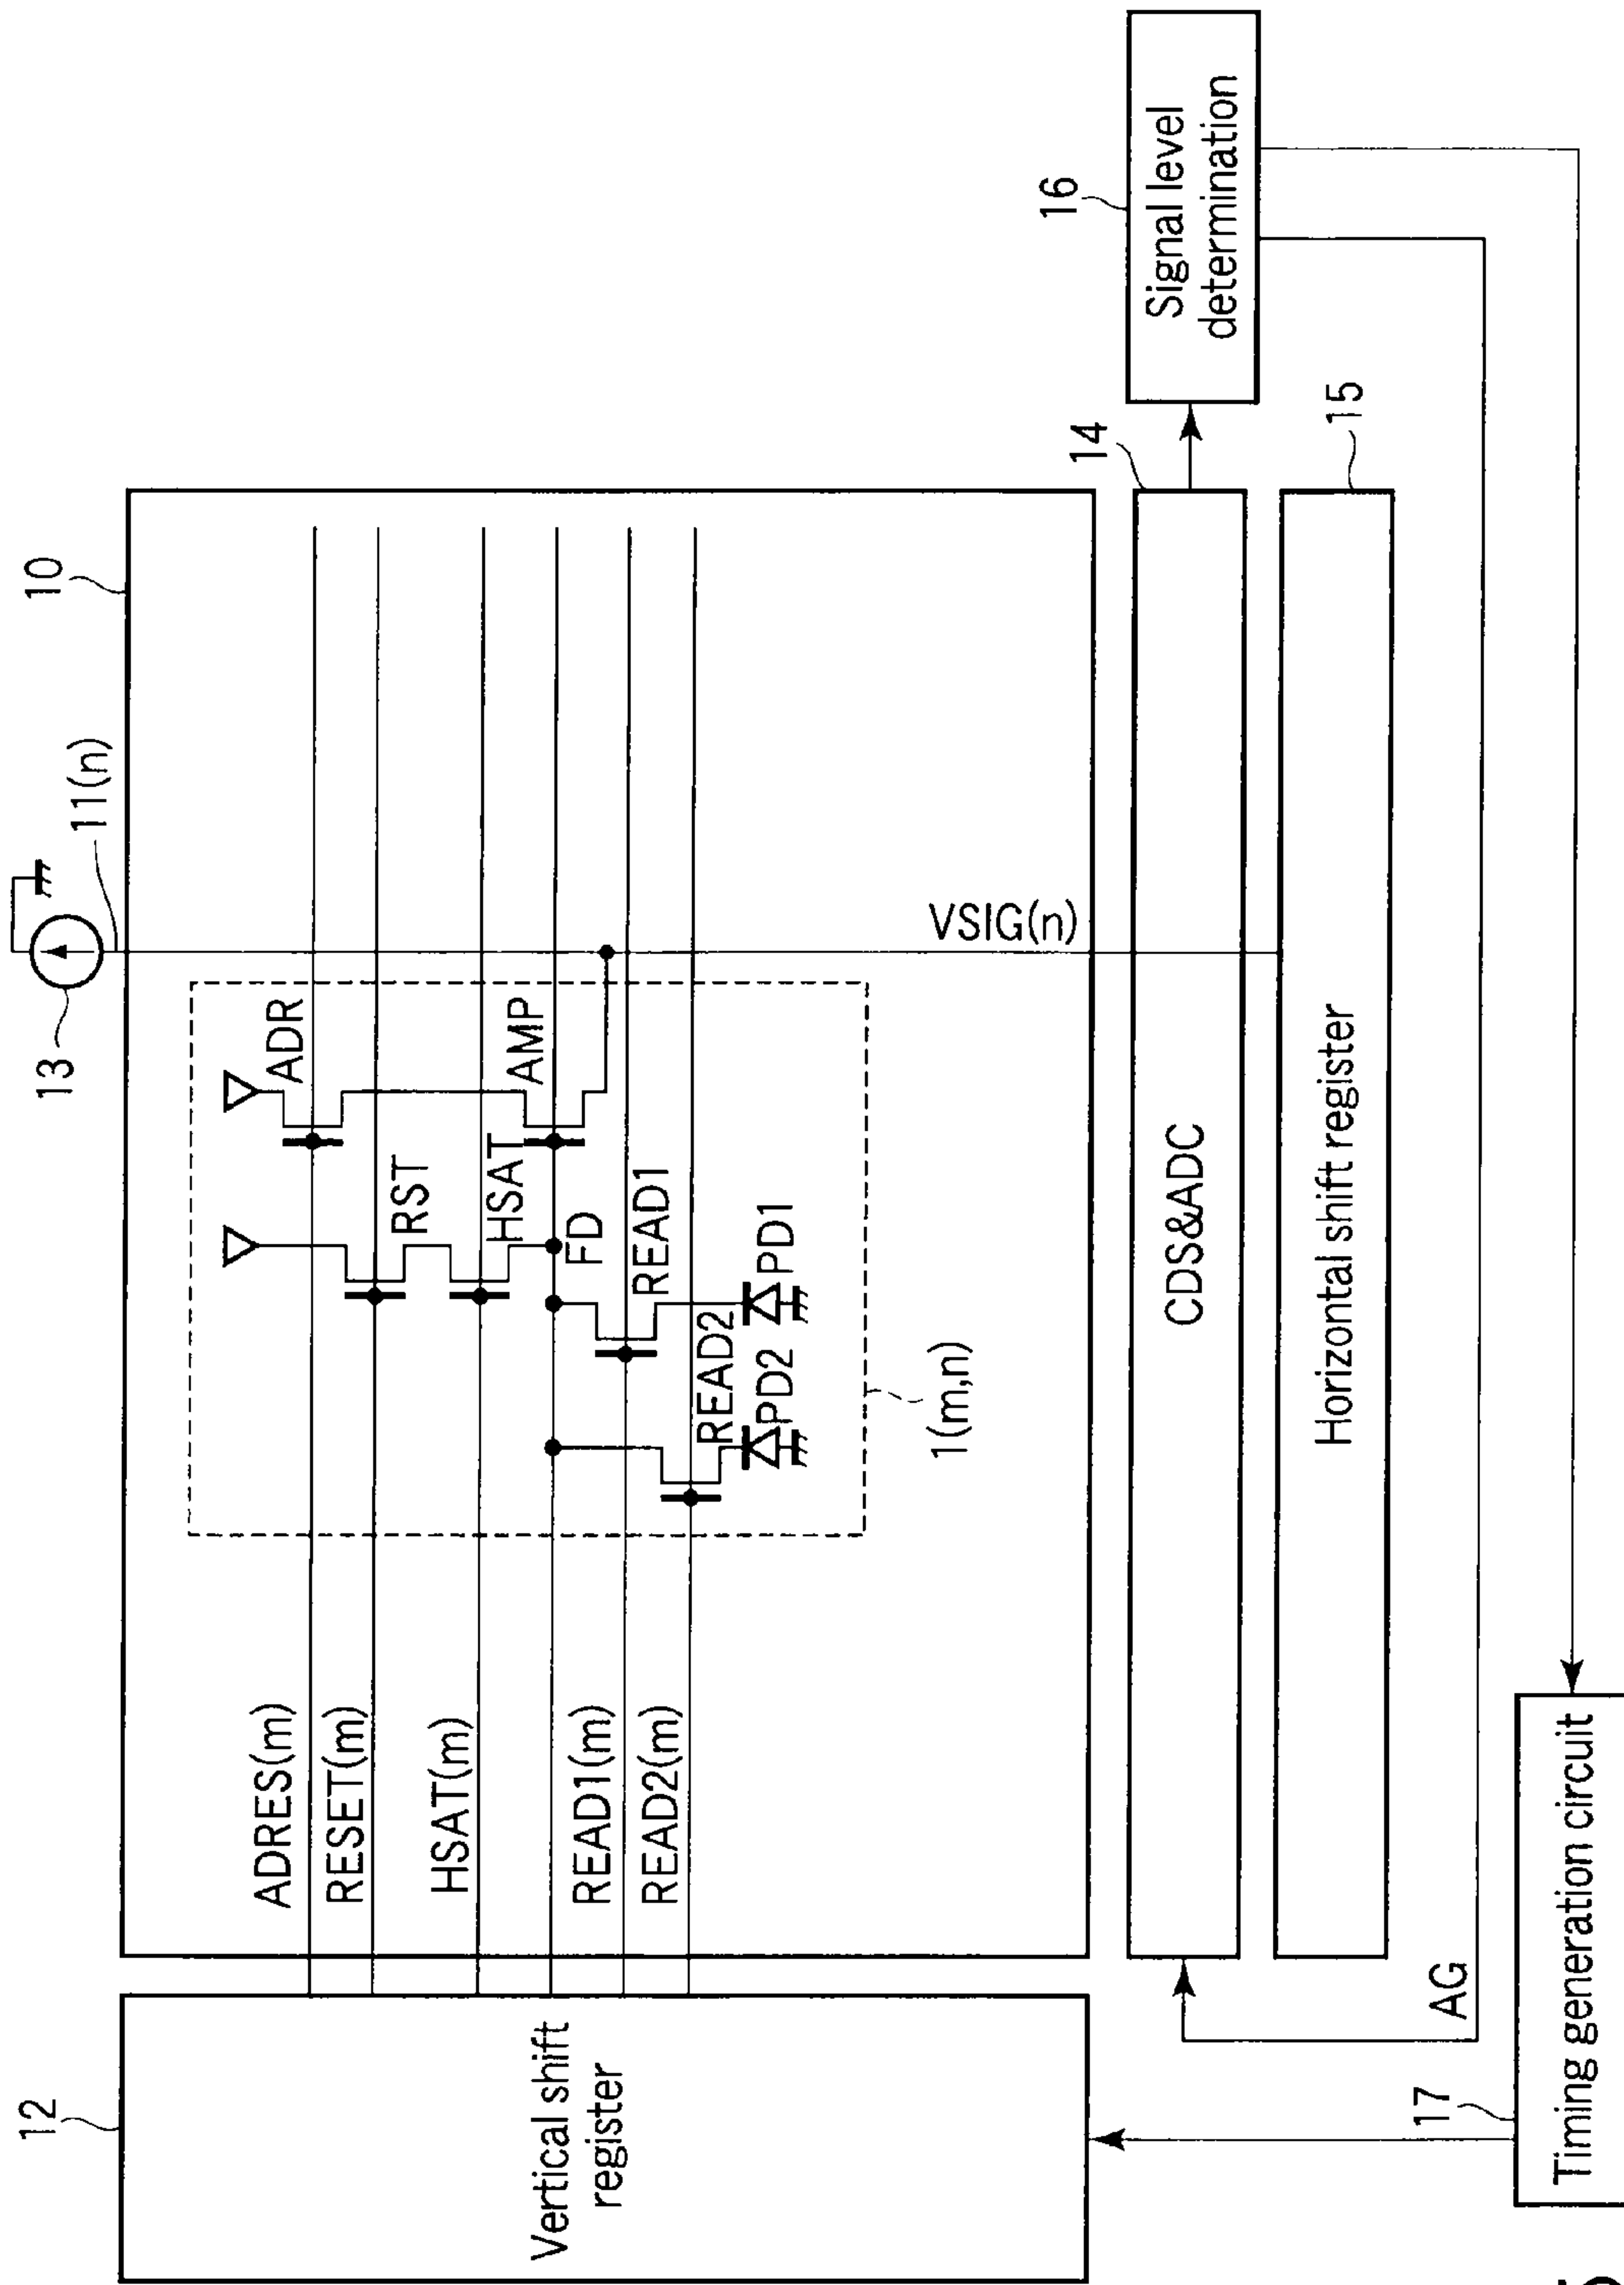 10
11(n)
13
12
Vertical shift
register
ADRES(m)
RESET(m)
HSAT(m)
READ1(m)
READ2(m)
ADR
RST
HSAT
AMP
FD
READ1
READ2
PD2
PD1
1(m,n)
VSIG(n)
14
CDS&ADC
16
Signal level
determination
15
Horizontal shift register
AG
17
Timing generation circuit